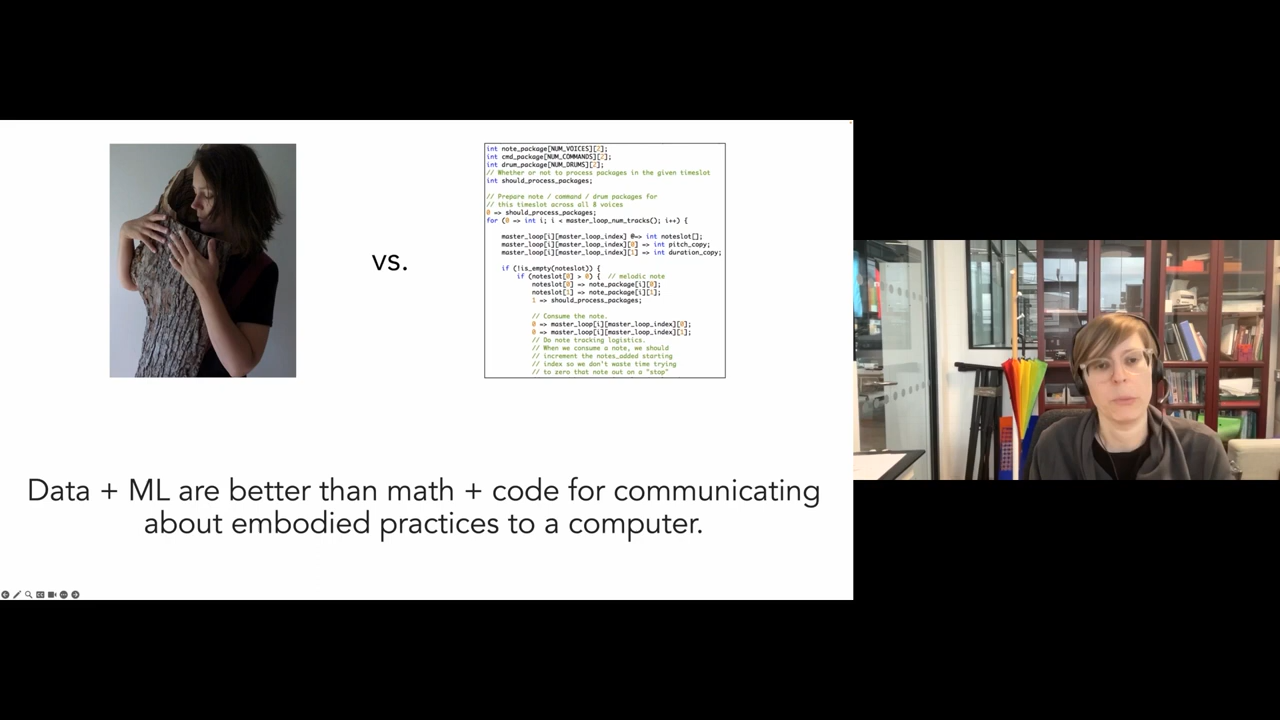 vs.
int note_package[NUM_VOICES][2];
int cmd_package[NUM_COMMANDS][2];
int drum_package[NUM_DRUMS][2];
// Whether or not to process packages in the given timeslot
int should_process_packages;
// Prepare note / command / drum packages for
// this timeslot across all 8 voices
0 => should_process_packages;
for (0 => int i; i < master_loop_num_tracks(); i++) {
master_loop[i][master_loop_index] @=> int noteslot[];
master_loop[i][master_loop_index][0] => int pitch_copy;
master_loop[i][master_loop_index][1] => int duration_copy;
if (!is_empty(noteslot)) {
if (noteslot[0] > 0) { // melodic note
noteslot[0] => note_package[i][0];
noteslot[1] => note_package[i][1];
1 => should_process_packages;
// Consume the note.
0 => master_loop[i][master_loop_index][0];
0 => master_loop[i][master_loop_index][1];
// Do note tracking logistics.
// When we consume a note, we should
// increment the notes_added starting
// index so we don't waste time trying
// to zero that note out on a "stop"
Data + ML are better than math + code for communicating
about embodied practices to a computer.